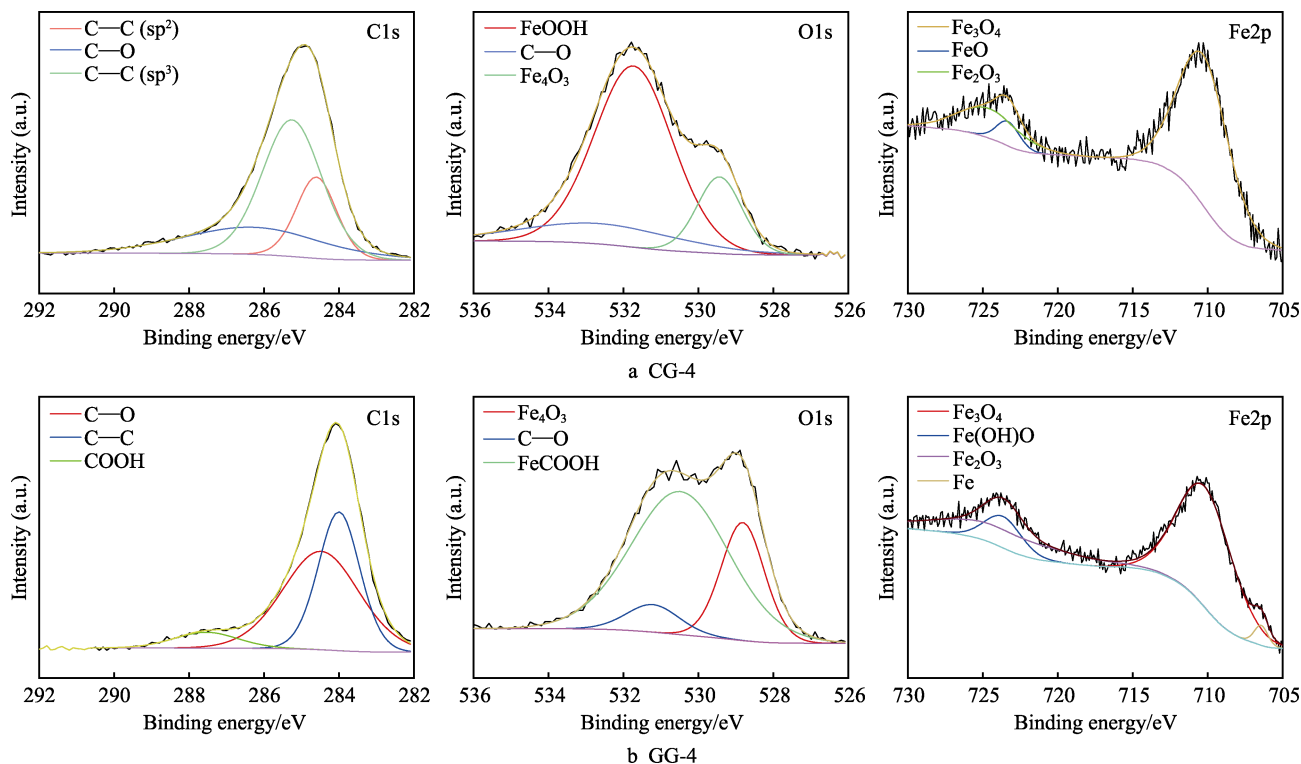 C—C (sp²)
C—O
C—C (sp³)
C1s
Intensity (a.u.)
292 290 288 286 284 282
Binding energy/eV
FeOOH
C—O
Fe₄O₃
O1s
Intensity (a.u.)
536 534 532 530 528 526
Binding energy/eV
Fe₃O₄
FeO
Fe₂O₃
Fe2p
Intensity (a.u.)
730 725 720 715 710 705
Binding energy/eV
a CG-4
C—O
C—C
COOH
C1s
Intensity (a.u.)
292 290 288 286 284 282
Binding energy/eV
Fe₄O₃
C—O
FeCOOH
O1s
Intensity (a.u.)
536 534 532 530 528 526
Binding energy/eV
Fe₃O₄
Fe(OH)O
Fe₂O₃
Fe
Fe2p
Intensity (a.u.)
730 725 720 715 710 705
Binding energy/eV
b GG-4